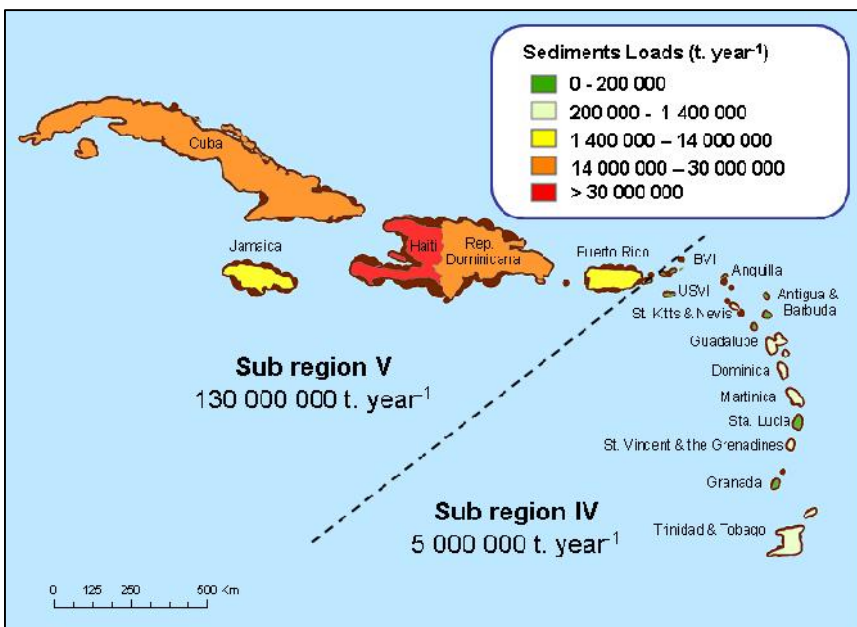 Sediments Loads (t. year-1)
0 - 200 000
200 000 - 1 400 000
1 400 000 – 14 000 000
14 000 000 – 30 000 000
> 30 000 000
Cuba
Jamaica
Haiti
Rep.
Dominicana
Puerto Rico
BVI
USVI
Anquilla
St. Kitts & Nevis
Antigua &
Barbuda
Guadalupe
Dominica
Martinica
Sta. Lucia
St. Vincent & the Grenadines
Granada
Trinidad & Tobago
Sub region V
130 000 000 t. year-1
Sub region IV
5 000 000 t. year-1
0 125 250 500 Km